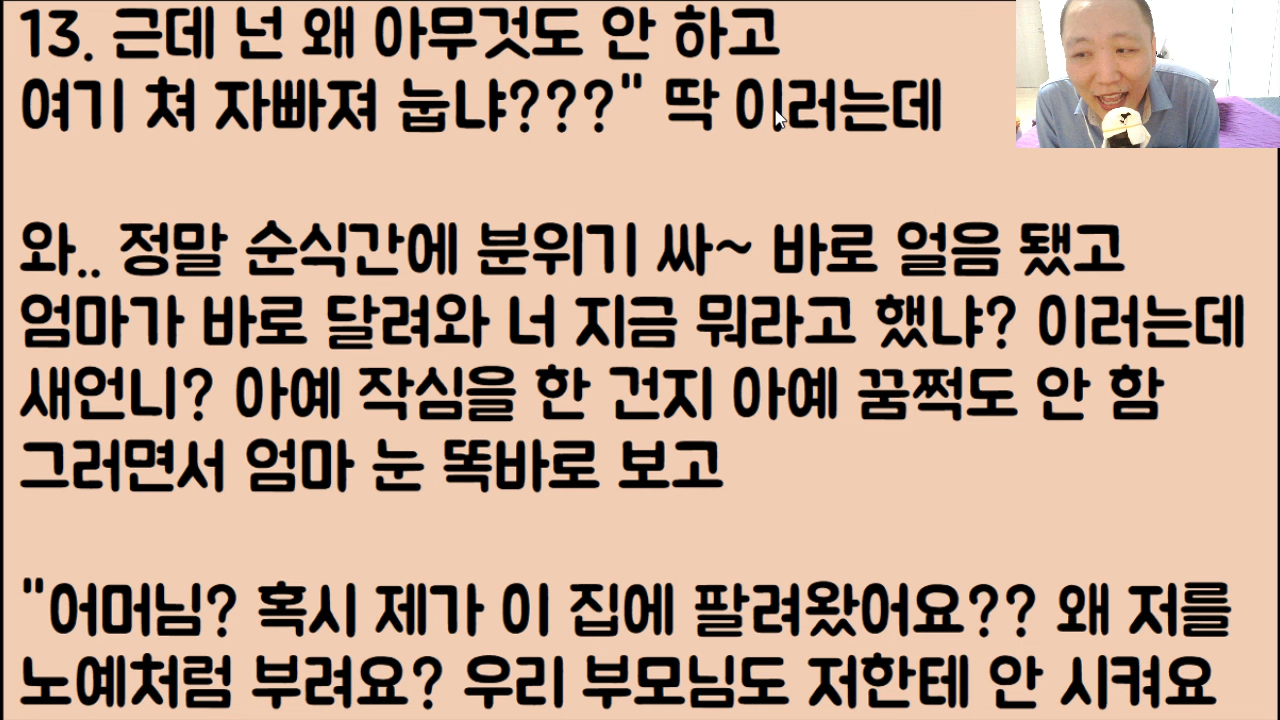 13. 근데 넌 왜 아무것도 안 하고
여기 쳐 자빠져 눕냐???" 딱 이러는데
와.. 정말 순식간에 분위기 싸~ 바로 얼음 됐고
엄마가 바로 달려와 너 지금 뭐라고 했냐? 이러는데
새언니? 아예 작심을 한 건지 아예 꿈쩍도 안 함
그러면서 엄마 눈 똑바로 보고
"어머님? 혹시 제가 이 집에 팔려왔어요?? 왜 저를
노예처럼 부려요? 우리 부모님도 저한테 안 시켜요